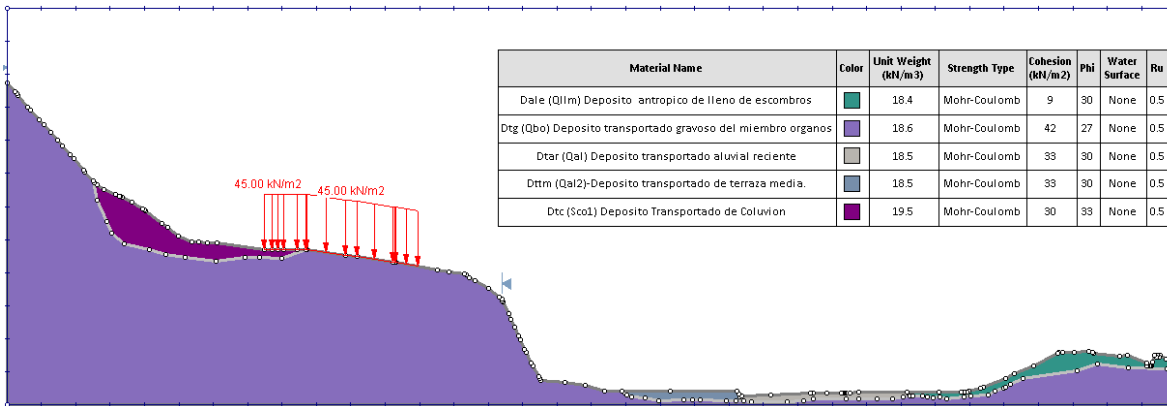 Material Name Color Unit Weight (kN/m3) Strength Type Cohesion (kN/m2) Phi Water Surface Ru
Dale (Qllm) Deposito antropico de lleno de escombros 18.4 Mohr-Coulomb 9 30 None 0.5
Dtg (Qbo) Deposito transportado gravoso del miembro organos 18.6 Mohr-Coulomb 42 27 None 0.5
Dtar (Qal) Deposito transportado aluvial reciente 18.5 Mohr-Coulomb 33 30 None 0.5
Dttm (Qal2)-Deposito transportado de terraza media. 18.5 Mohr-Coulomb 33 30 None 0.5
Dtc (Sco1) Deposito Transportado de Coluvion 19.5 Mohr-Coulomb 30 33 None 0.5
45.00 kN/m2 45.00 kN/m2